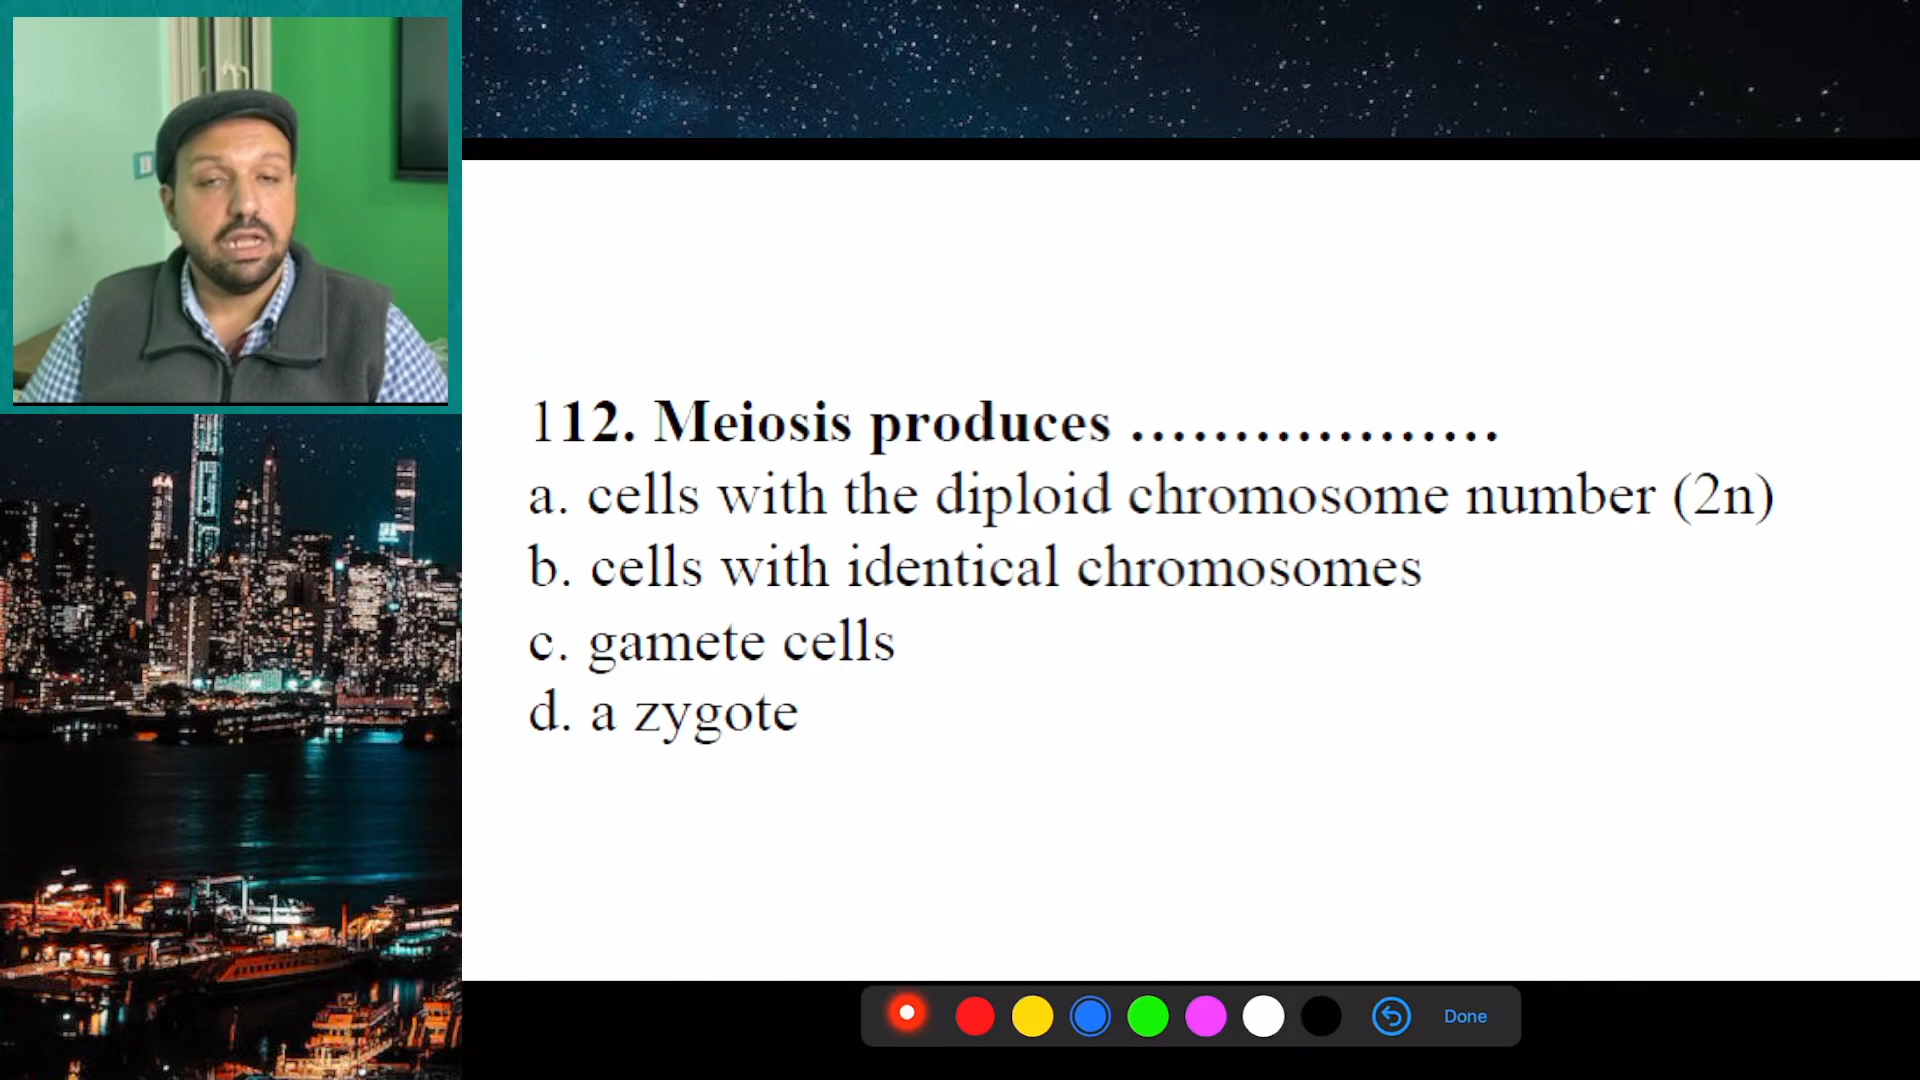 112. Meiosis produces ..................
a. cells with the diploid chromosome number (2n)
b. cells with identical chromosomes
c. gamete cells
d. a zygote
Done